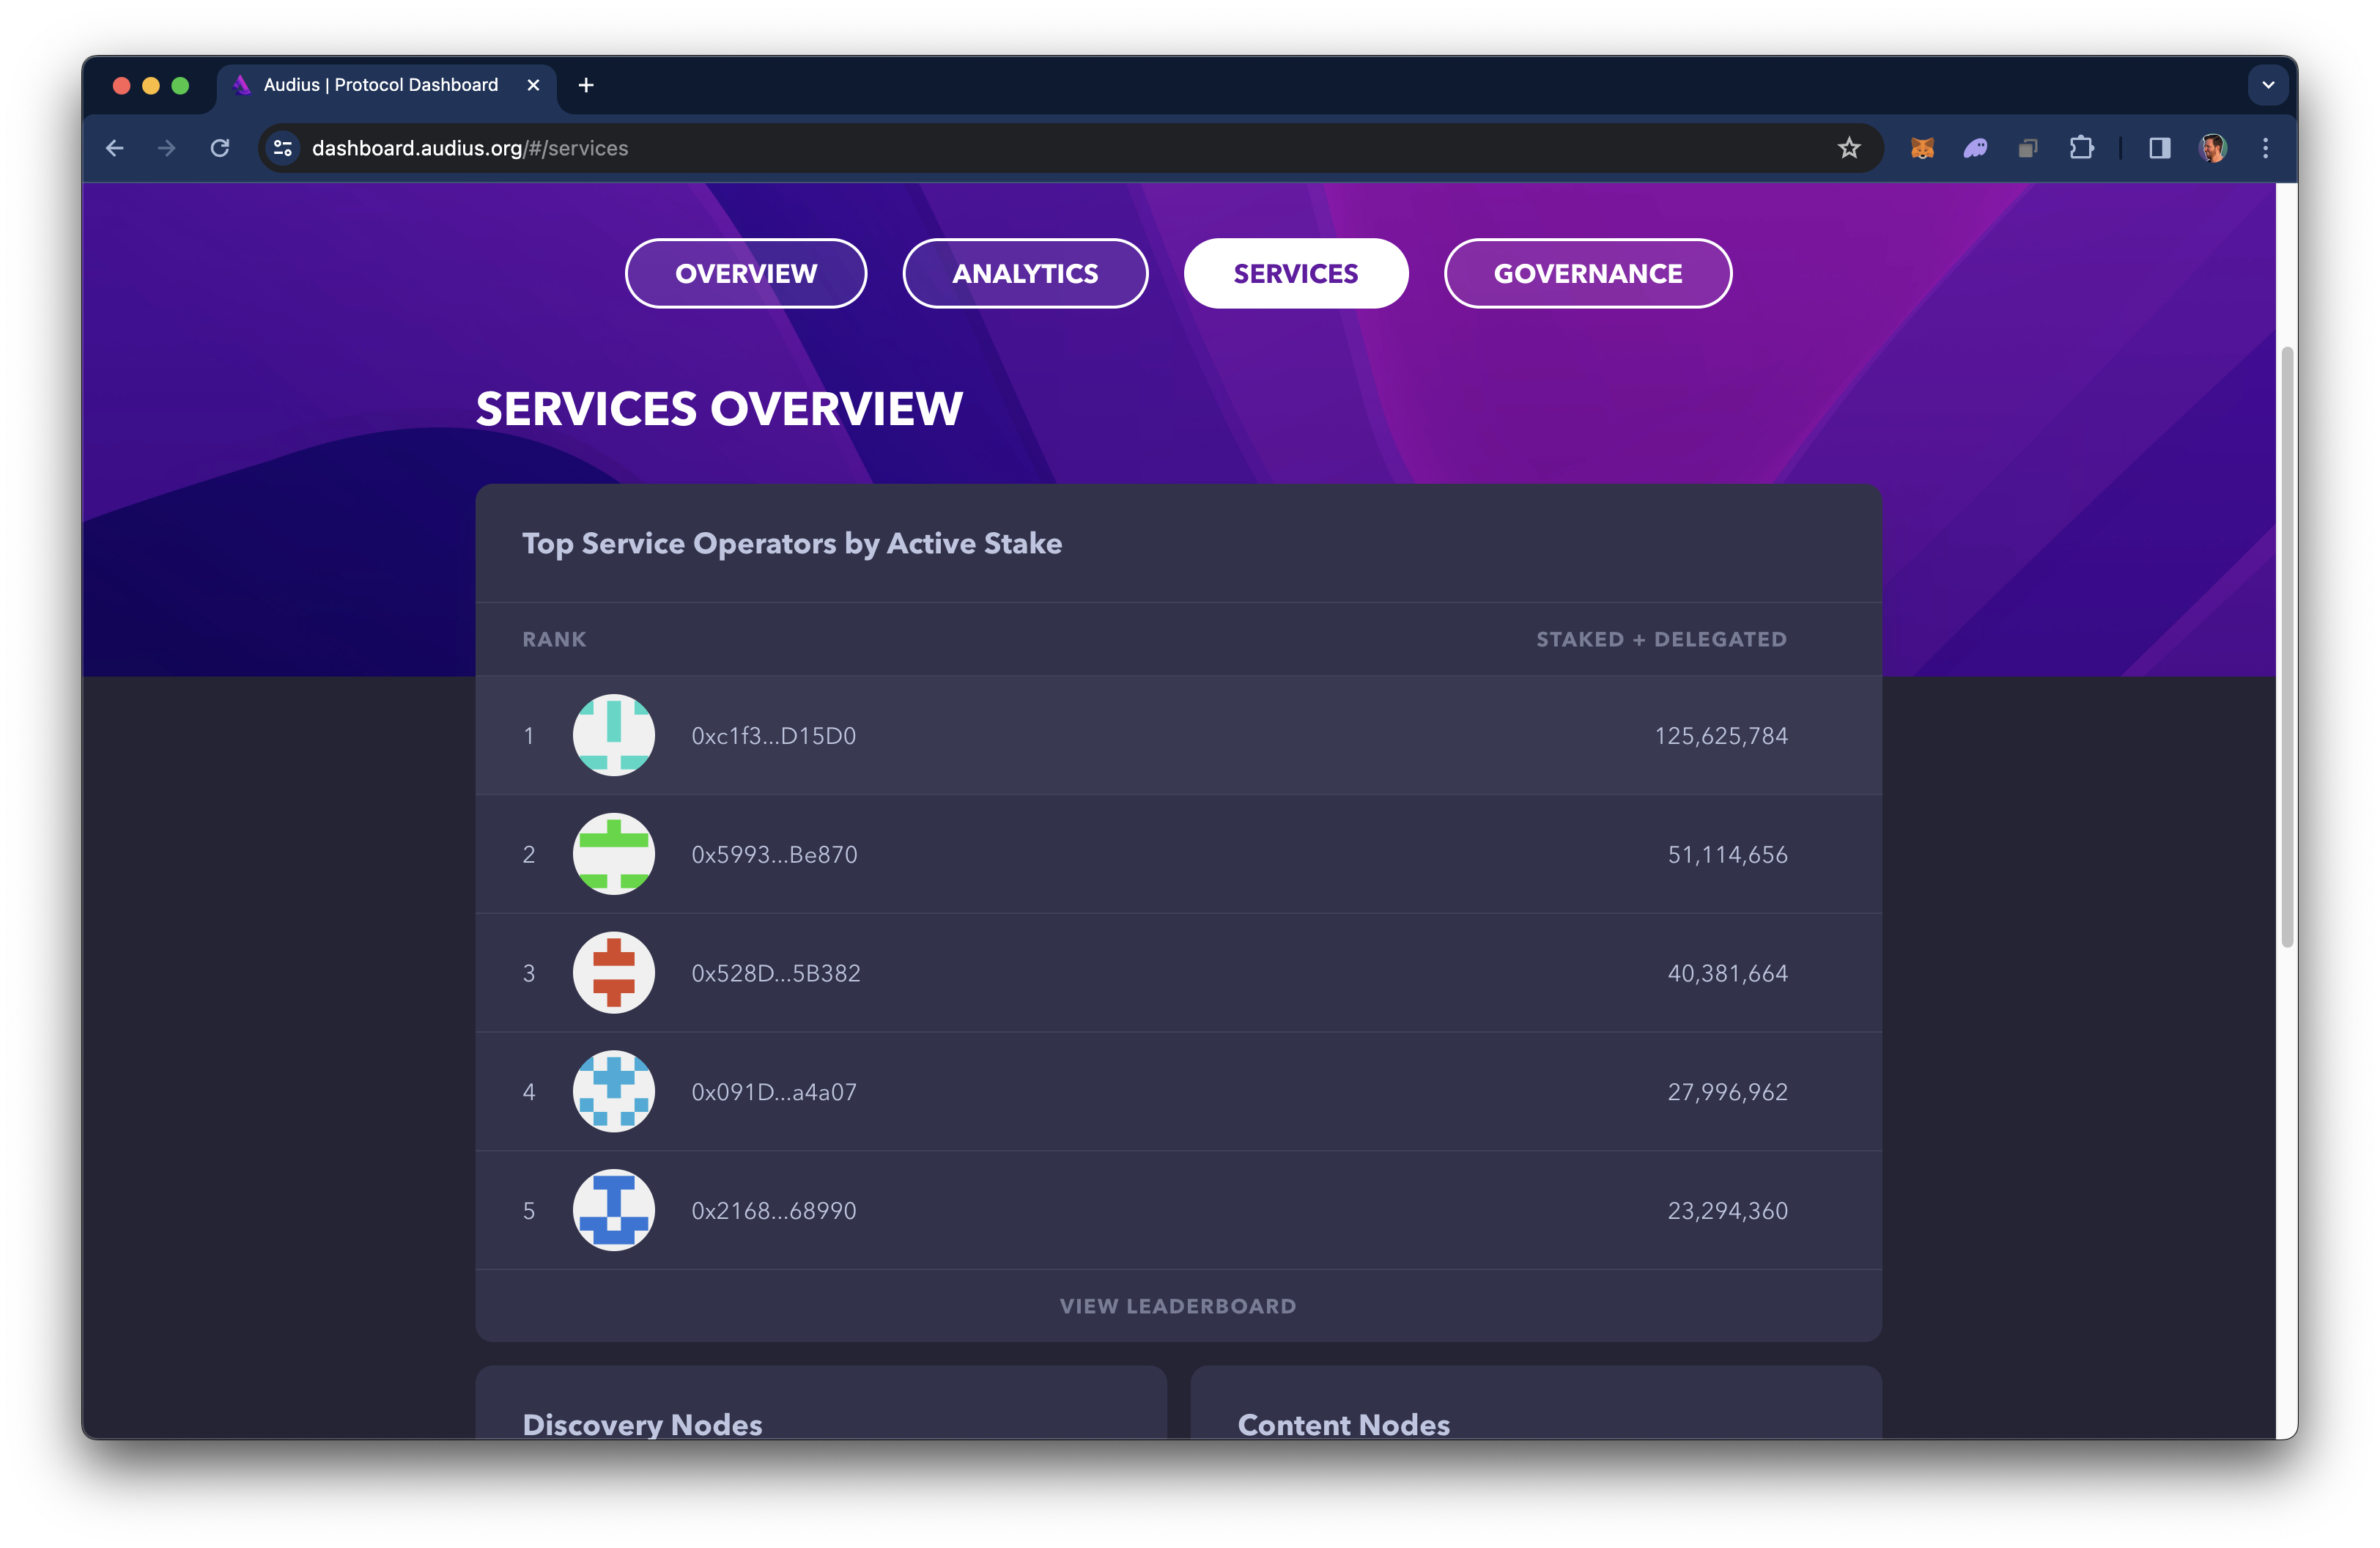 Audius | Protocol Dashboard
dashboard.audius.org/#/services
OVERVIEW ANALYTICS SERVICES GOVERNANCE
SERVICES OVERVIEW
Top Service Operators by Active Stake
RANK STAKED + DELEGATED
1 0xc1f3...D15D0 125,625,784
2 0x5993...Be870 51,114,656
3 0x528D...5B382 40,381,664
4 0x091D...a4a07 27,996,962
5 0x2168...68990 23,294,360
VIEW LEADERBOARD
Discovery Nodes Content Nodes